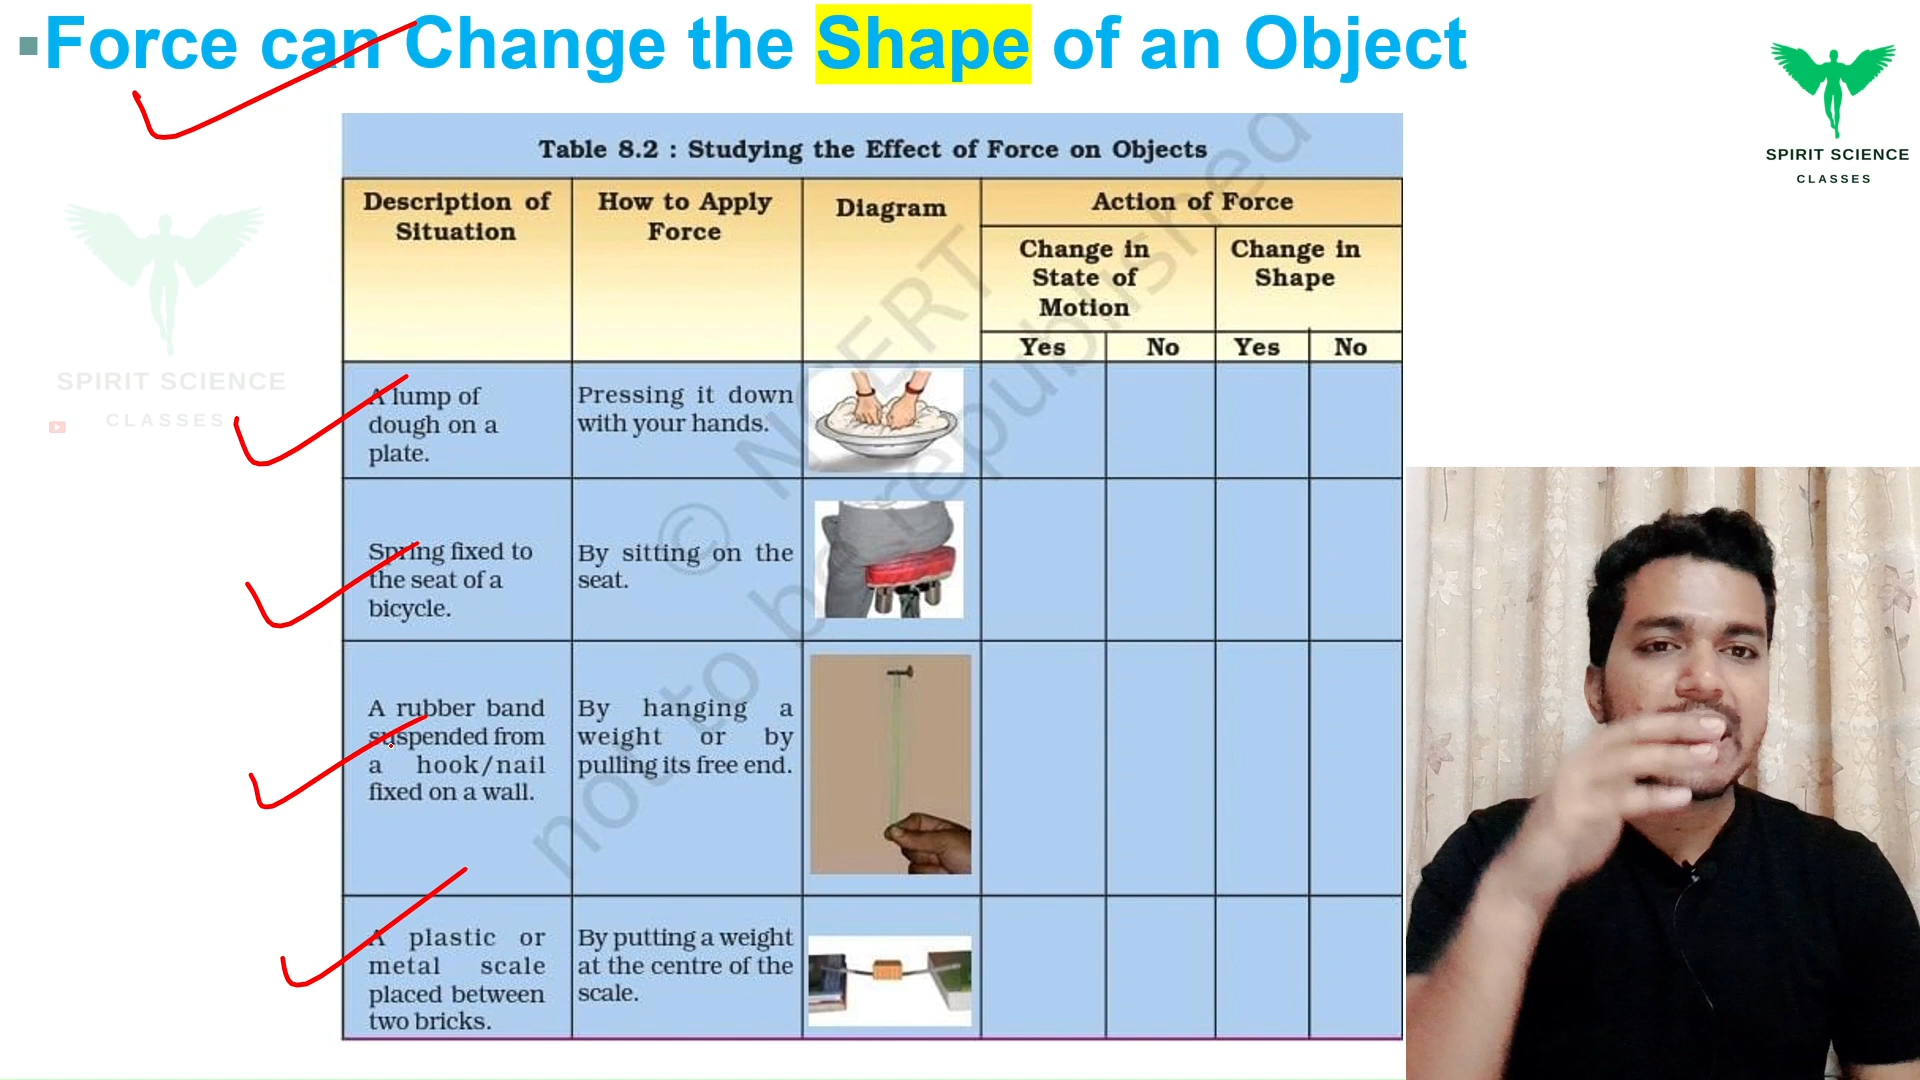 ▪Force can Change the Shape of an Object
SPIRIT SCIENCE
CLASSES
Table 8.2 : Studying the Effect of Force on Objects
Description of
Situation
How to Apply
Force
Diagram
Action of Force
Change in
State of
Motion
Change in
Shape
Yes
No
Yes
No
A lump of
dough on a
plate.
Pressing it down
with your hands.
Spring fixed to
the seat of a
bicycle.
By sitting on the
seat.
A rubber band
suspended from
a hook/nail
fixed on a wall.
By hanging a
weight or by
pulling its free end.
A plastic or
metal scale
placed between
two bricks.
By putting a weight
at the centre of the
scale.
© NCERT
not to be republished
SPIRIT SCIENCE
CLASSES